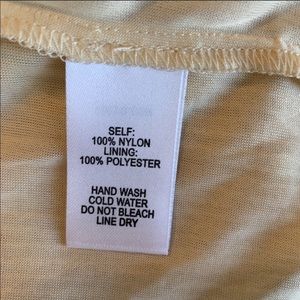 SELF:
100% NYLON
LINING:
100% POLYESTER
HAND WASH
COLD WATER
DO NOT BLEACH
LINE DRY